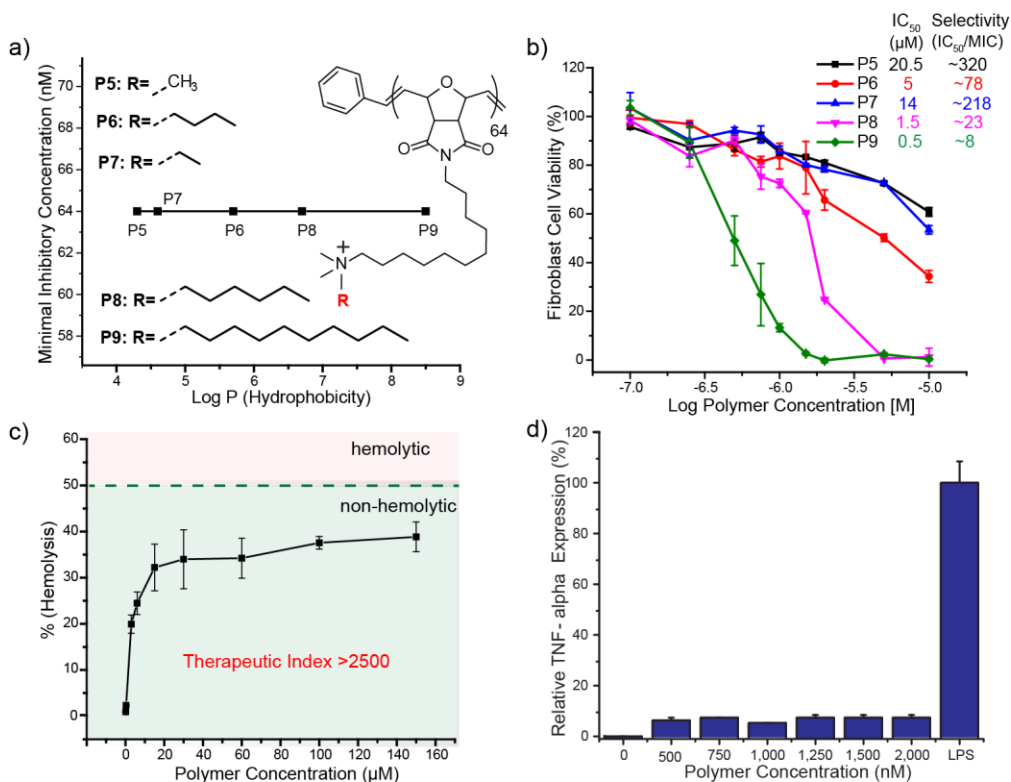 a)
Minimal Inhibitory Concentration (nM)
70
68
66
64
62
60
58
P5: R= CH3
P6: R=
P7: R=
P7
P5
P6
P8
P9
P8: R=
P9: R=
O
64
O
N
O
N
+
R
4
5
6
7
8
9
Log P (Hydrophobicity)
b)
IC50 Selectivity
(µM) (IC50/MIC)
P5 20.5 ~320
P6 5 ~78
P7 14 ~218
P8 1.5 ~23
P9 0.5 ~8
Fibroblast Cell Viability (%)
120
100
80
60
40
20
0
-7.0
-6.5
-6.0
-5.5
-5.0
Log Polymer Concentration [M]
c)
% (Hemolysis)
60
50
40
30
20
10
0
hemolytic
non-hemolytic
Therapeutic Index >2500
0
20
40
60
80
100
120
140
160
Polymer Concentration (µM)
d)
Relative TNF - alpha Expression (%)
120
100
80
60
40
20
0
0
500
750
1,000
1,250
1,500
2,000
LPS
Polymer Concentration (nM)